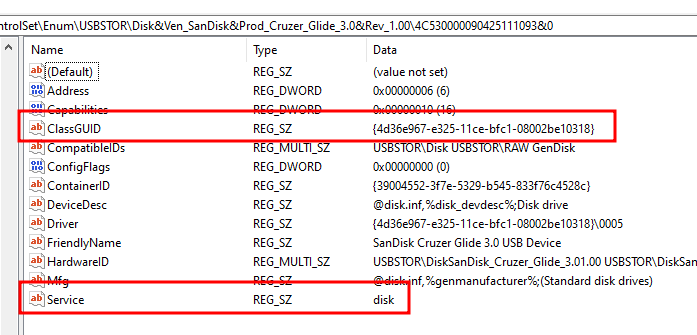 ntrolSet\Enum\USBSTOR\Disk&Ven_SanDisk&Prod_Cruzer_Glide_3.0&Rev_1.00\4C530000090425111093&0
Name Type Data
(Default) REG_SZ (value not set)
Address REG_DWORD 0x00000006 (6)
Capabilities REG_DWORD 0x00000010 (16)
ClassGUID REG_SZ {4d36e967-e325-11ce-bfc1-08002be10318}
CompatibleIDs REG_MULTI_SZ USBSTOR\Disk USBSTOR\RAW GenDisk
ConfigFlags REG_DWORD 0x00000000 (0)
ContainerID REG_SZ {39004552-3f7e-5329-b545-833f76c4528c}
DeviceDesc REG_SZ @disk.inf,%disk_devdesc%;Disk drive
Driver REG_SZ {4d36e967-e325-11ce-bfc1-08002be10318}\0005
FriendlyName REG_SZ SanDisk Cruzer Glide 3.0 USB Device
HardwareID REG_MULTI_SZ USBSTOR\DiskSanDisk_Cruzer_Glide_3.01.00 USBSTOR\DiskSan
Mfg REG_SZ @disk.inf,%genmanufacturer%;(Standard disk drives)
Service REG_SZ disk